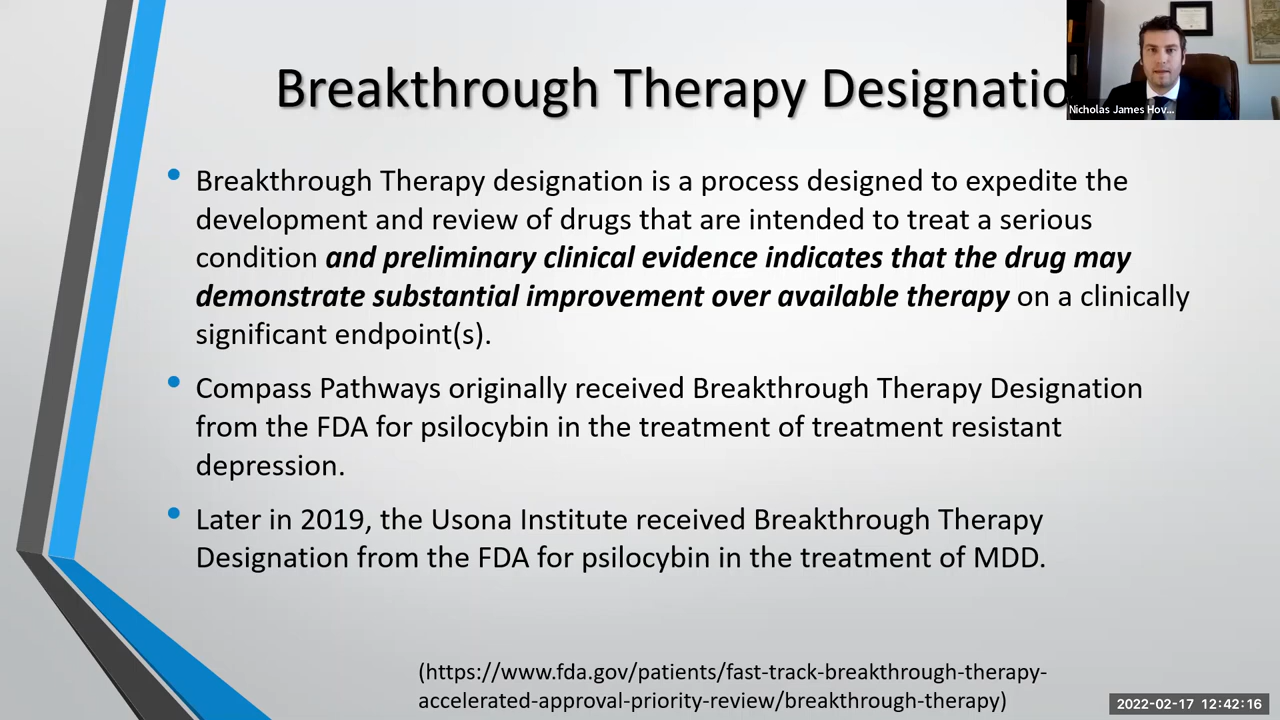 Breakthrough Therapy Designatio
Nicholas James Hov...
• Breakthrough Therapy designation is a process designed to expedite the
development and review of drugs that are intended to treat a serious
condition and preliminary clinical evidence indicates that the drug may
demonstrate substantial improvement over available therapy on a clinically
significant endpoint(s).
• Compass Pathways originally received Breakthrough Therapy Designation
from the FDA for psilocybin in the treatment of treatment resistant
depression.
• Later in 2019, the Usona Institute received Breakthrough Therapy
Designation from the FDA for psilocybin in the treatment of MDD.
(https://www.fda.gov/patients/fast-track-breakthrough-therapy-
accelerated-approval-priority-review/breakthrough-therapy)
2022-02-17 12:42:16